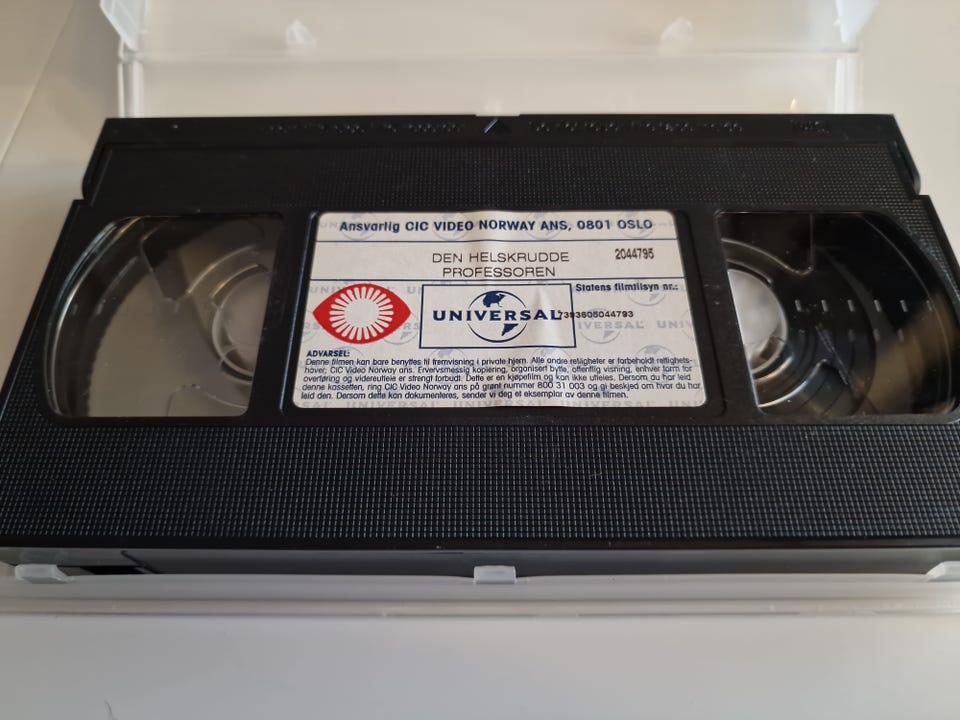 Ansvarlig CIC VIDEO NORWAY ANS, 0801 OSLO
DEN HELSKRUDDE 2044795
PROFESSOREN
Statens filmtilsyn nr.:
UNIVERSAL 7393605044793
ADVARSEL:
Denne filmen kan bare benyttes til fremvisning i private hjem. Alle andre retligheter er forbeholdt rettighets-
haver, CIC Video Norway ans. Ervervsmessig kopiering, organisert bytte, offentlig visning, enhver form for
overføring og videreutleie er strengt forbudt. Dette er en kjøpefilm og kan ikke utleies. Dersom du har leid
denne kassetten, ring CIC Video Norway ans på grønt nummer 800 31 003 og gi beskjed om hvor du har
leid den. Dersom dette kan dokumenteres, sender vi deg et eksemplar av denne filmen.